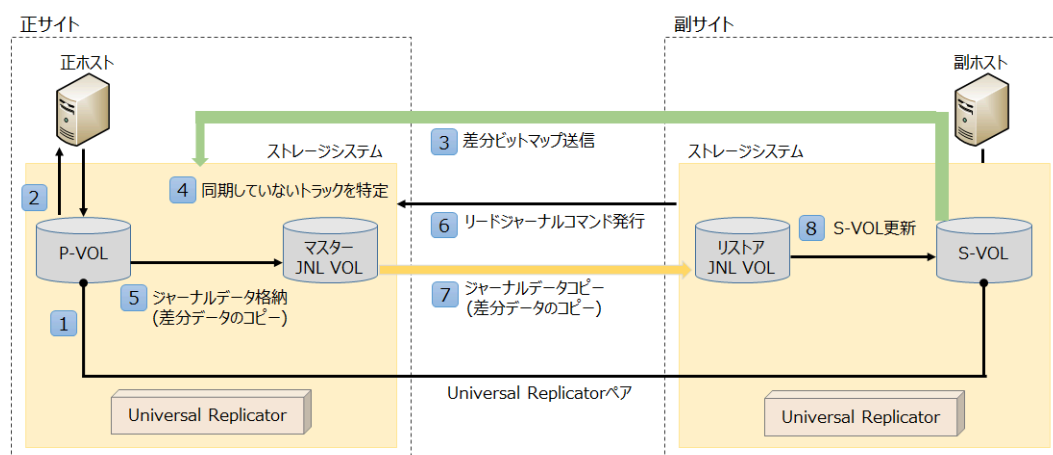 正サイト
副サイト
正ホスト
副ホスト
3 差分ビットマップ送信
ストレージシステム
ストレージシステム
2
4 同期していないトラックを特定
6 リードジャーナルコマンド発行
8 S-VOL更新
P-VOL
マスター
JNL VOL
リストア
JNL VOL
S-VOL
5 ジャーナルデータ格納
(差分データのコピー)
7 ジャーナルデータコピー
(差分データのコピー)
1
Universal Replicatorペア
Universal Replicator
Universal Replicator